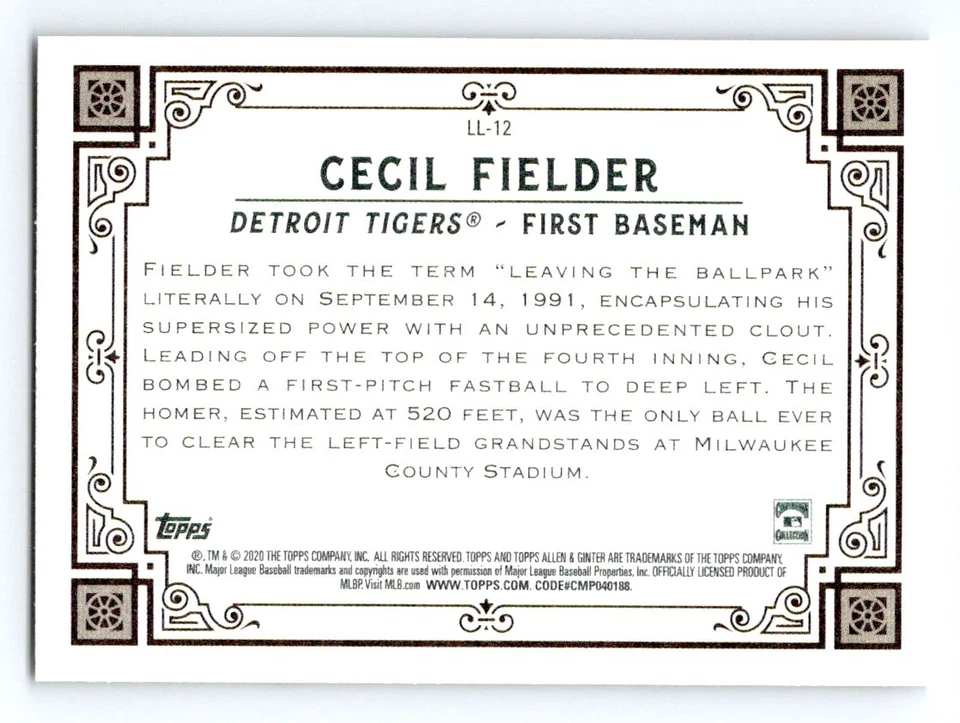 LL-12
CECIL FIELDER
DETROIT TIGERS® ~ FIRST BASEMAN
FIELDER TOOK THE TERM "LEAVING THE BALLPARK"
LITERALLY ON SEPTEMBER 14, 1991, ENCAPSULATING HIS
SUPERSIZED POWER WITH AN UNPRECEDENTED CLOUT.
LEADING OFF THE TOP OF THE FOURTH INNING, CECIL
BOMBED A FIRST-PITCH FASTBALL TO DEEP LEFT. THE
HOMER, ESTIMATED AT 520 FEET, WAS THE ONLY BALL EVER
TO CLEAR THE LEFT-FIELD GRANDSTANDS AT MILWAUKEE
COUNTY STADIUM.
topps
COOPERSTOWN
COLLECTION
®, TM & © 2020 THE TOPPS COMPANY, INC. ALL RIGHTS RESERVED. TOPPS AND TOPPS ALLEN & GINTER ARE TRADEMARKS OF THE TOPPS COMPANY,
INC. Major League Baseball trademarks and copyrights are used with permission of Major League Baseball Properties, Inc. OFFICIALLY LICENSED PRODUCT OF
MLBP. Visit MLB.com WWW.TOPPS.COM. CODE#CMP040188.